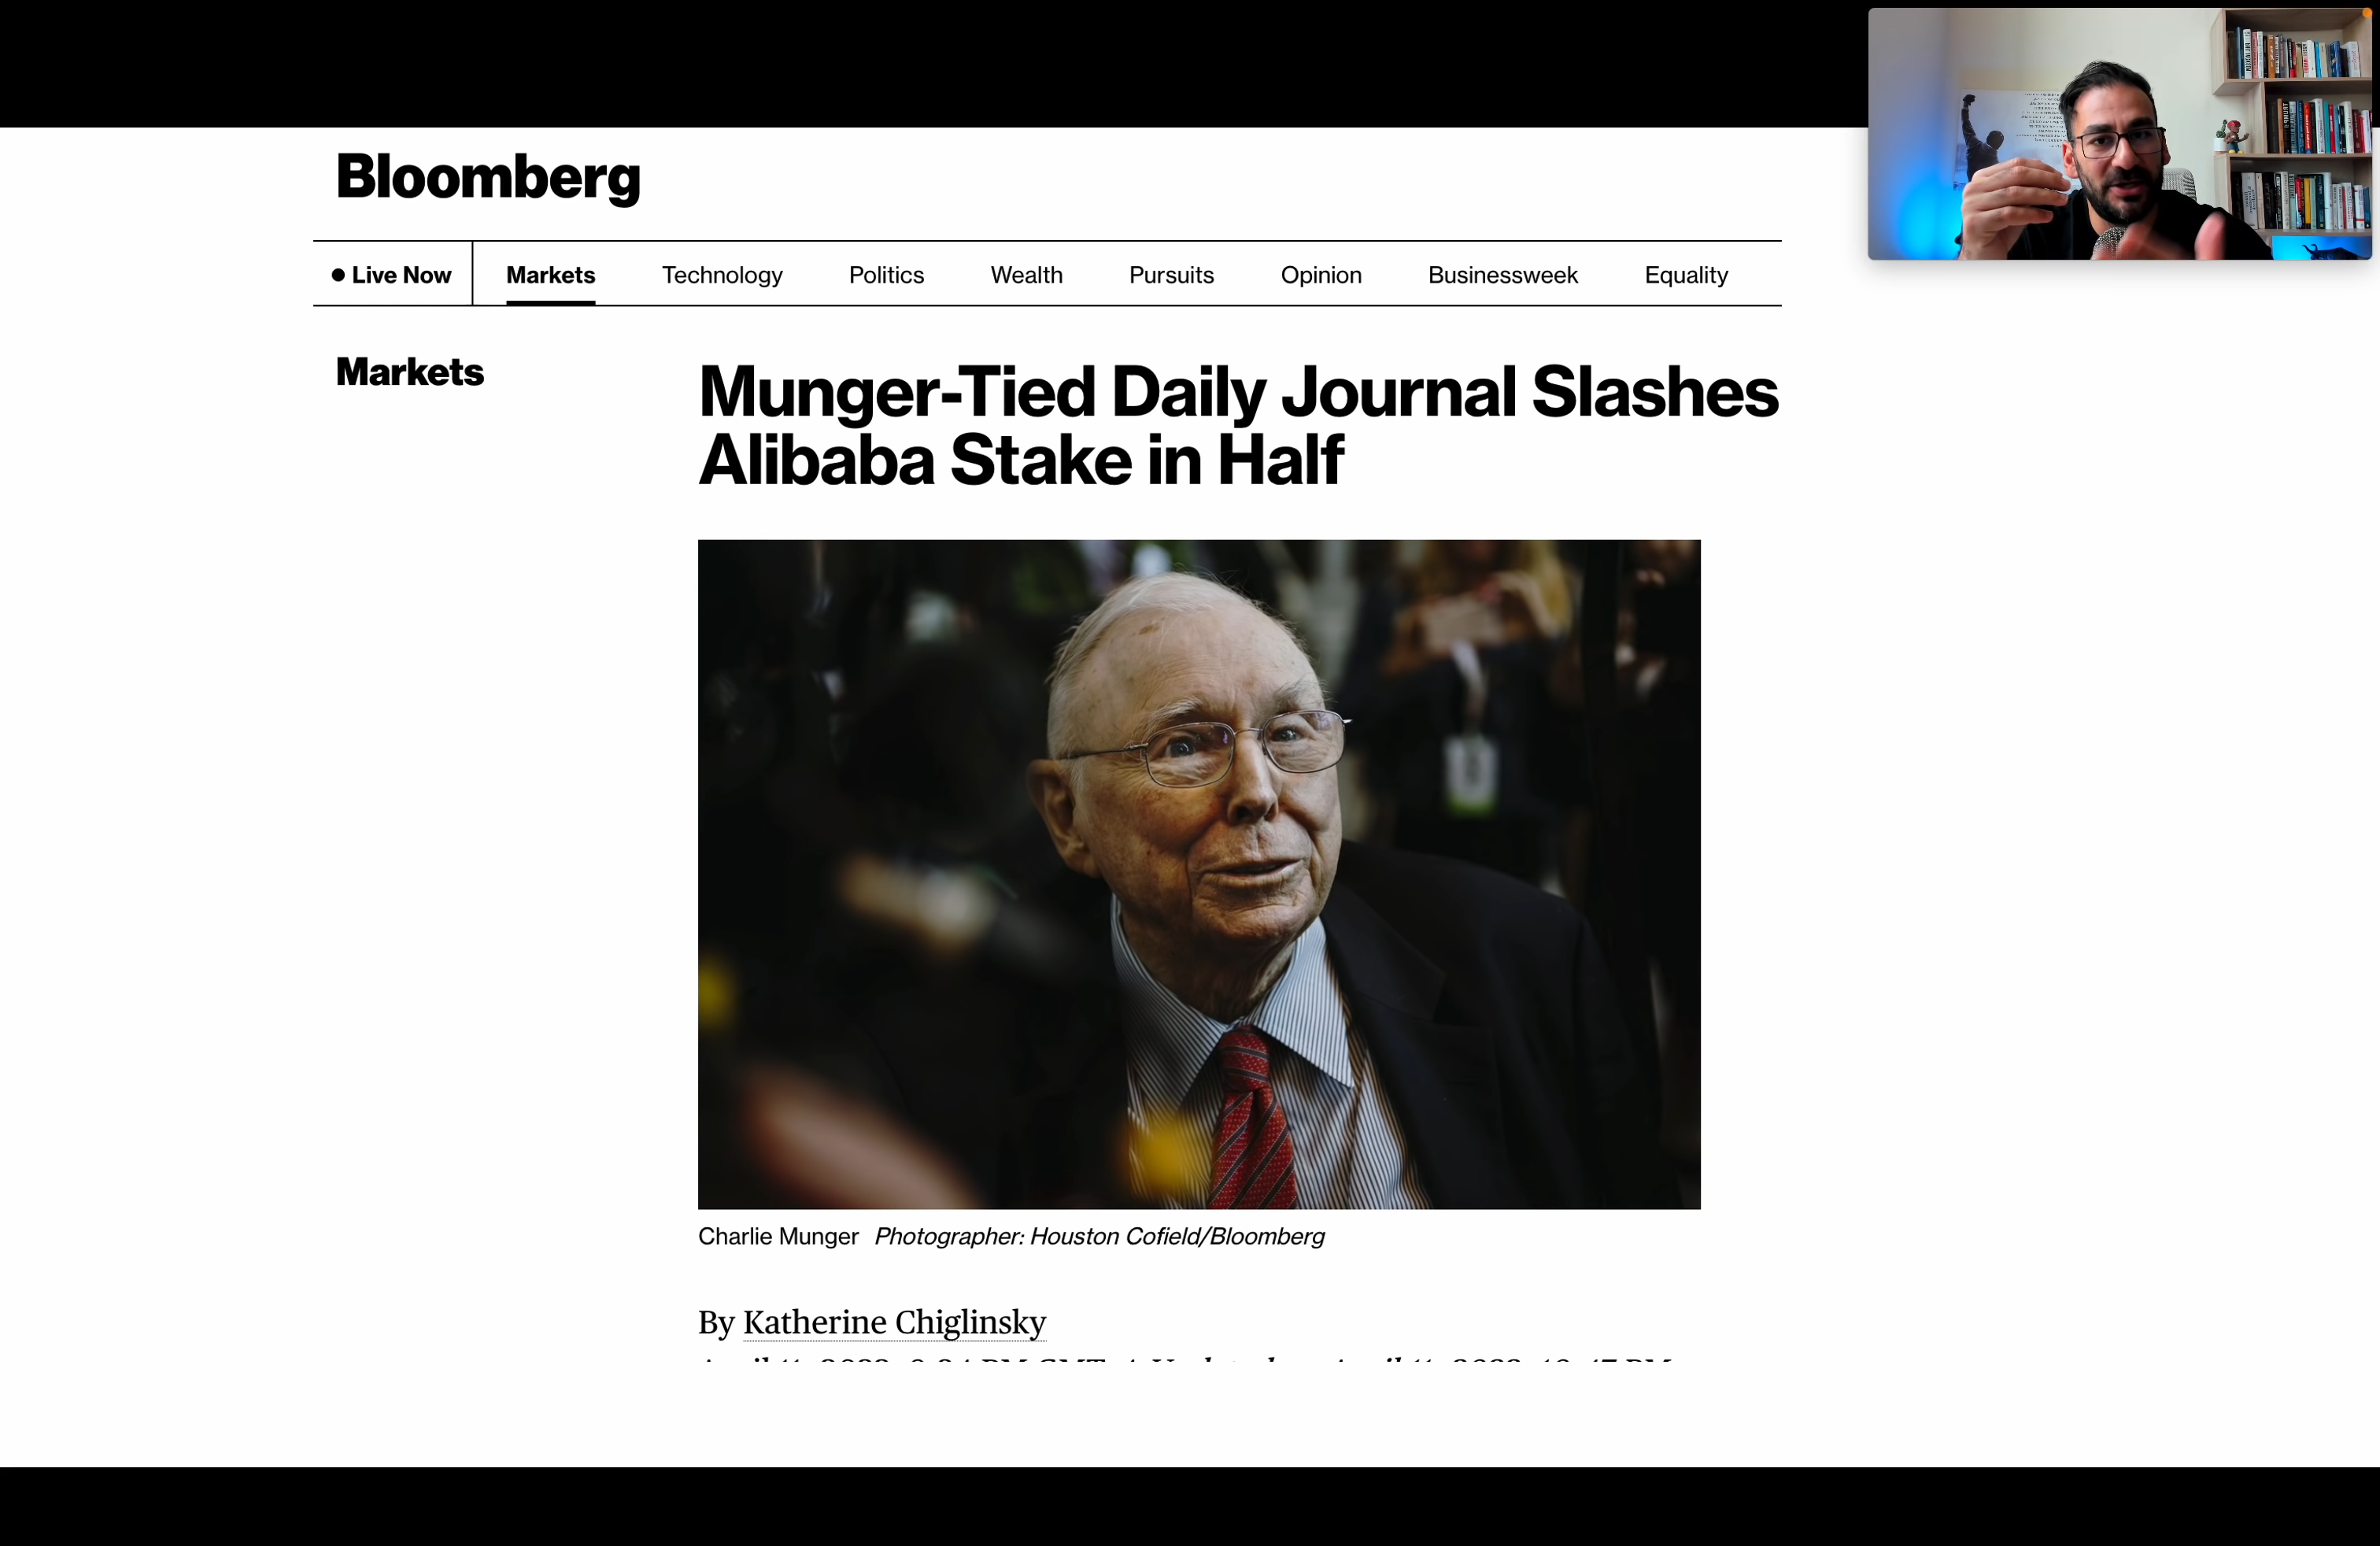 Bloomberg
Live Now Markets Technology Politics Wealth Pursuits Opinion Businessweek Equality
Markets
Munger-Tied Daily Journal Slashes
Alibaba Stake in Half
Charlie Munger Photographer: Houston Cofield/Bloomberg
By Katherine Chiglinsky